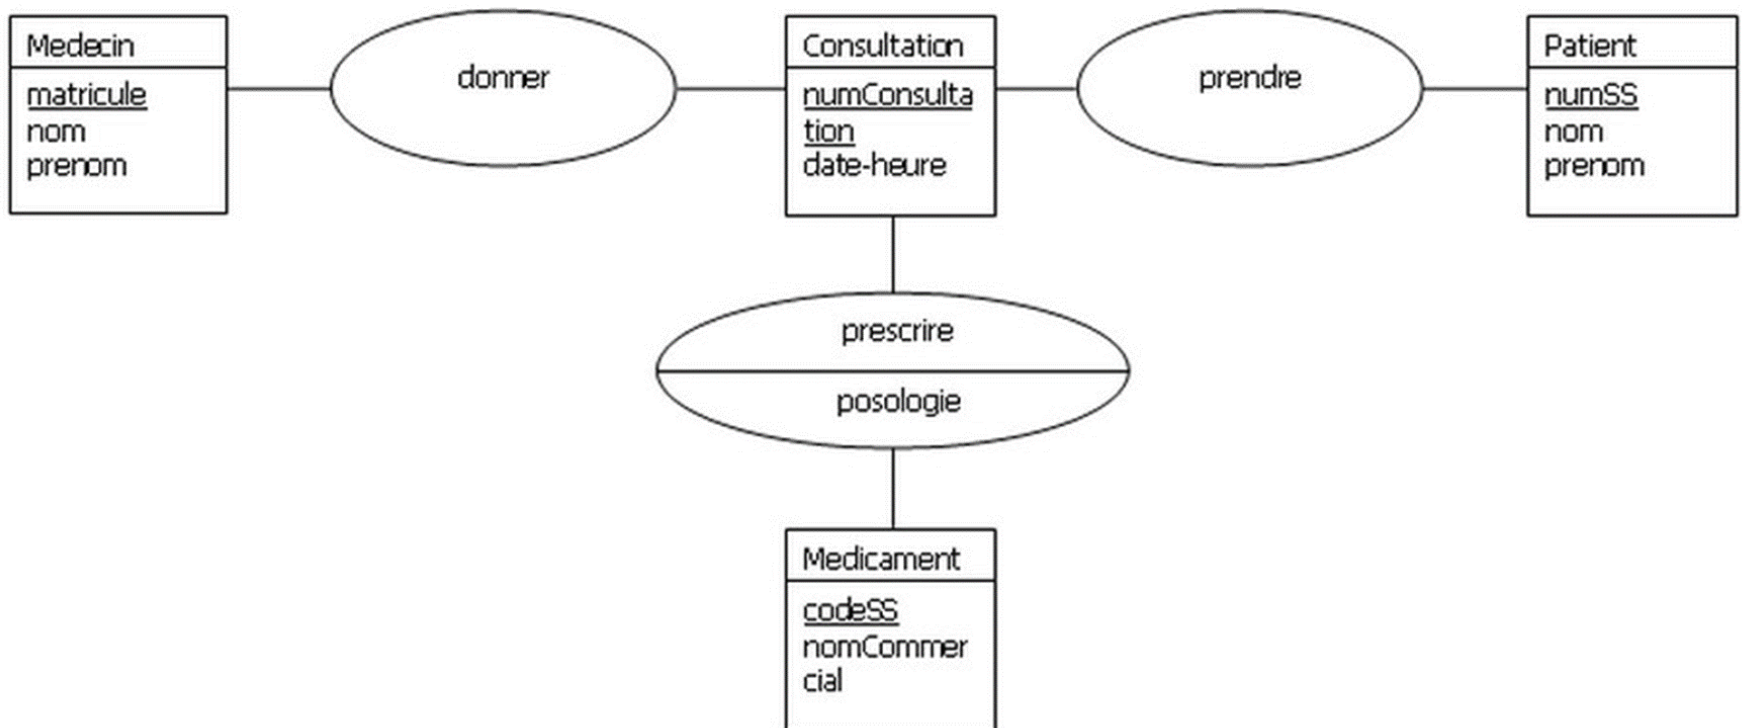 Medecin
matricule
nom
prenom
donner
Consultation
numConsulta
tion
date-heure
prendre
Patient
numSS
nom
prenom
prescrire
posologie
Medicament
codeSS
nomCommer
cial